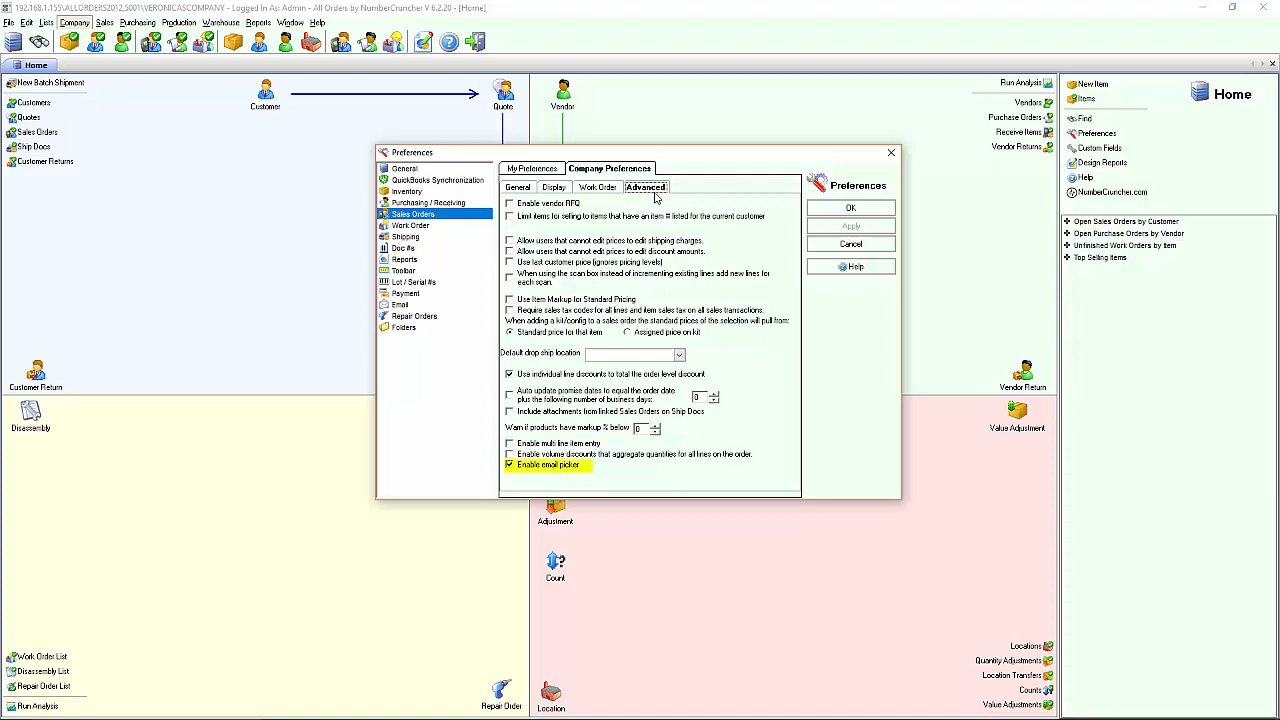 192.168.1.155\ALLORDERS2012,5001\VERONICASCOMPANY - Logged In As: Admin - All Orders by NumberCruncher V 6.2.20 - [Home]
File Edit Lists Company Sales Purchasing Production Warehouse Reports Property Window Help
Home
New Batch Shipment
Customers
Quotes
Sales Orders
Ship Docs
Customer Returns
Customer
Quote
Vendor
Run Analysis
Vendors
Purchase Orders
Receive Items
Vendor Returns
New Item
Items
Find
Preferences
Custom Fields
Design Reports
Help
NumberCruncher.com
Home
Open Sales Orders by Customer
Open Purchase Orders by Vendor
Unfinished Work Orders by Item
Top Selling Items
Preferences
General
QuickBooks Synchronization
Inventory
Purchasing / Receiving
Sales Orders
Work Order
Shipping
Doc #s
Reports
Toolbar
Lot / Serial #s
Payment
Email
Repair Orders
Folders
My Preferences Company Preferences
General Display Work Order Advanced
Enable vendor RFQ
Limit items for selling to items that have an item # listed for the current customer
Allow users that cannot edit prices to edit shipping charges.
Allow users that cannot edit prices to edit discount amounts.
Use last customer price (ignores pricing levels)
When using the scan box instead of incrementing existing lines add new lines for
each scan.
Use Item Markup for Standard Pricing
Require sales tax codes for all lines and item sales tax on all sales transactions.
When adding a kit/config to a sales order the standard prices of the selection will pull from:
Standard price for that item Assigned price on kit
Default drop ship location
Use individual line discounts to total the order level discount
Auto update promise dates to equal the order date
plus the following number of business days: 0
Include attachments from linked Sales Orders on Ship Docs
Warn if products have markup % below 0
Enable multi line item entry
Enable volume discounts that aggregate quantities for all lines on the order.
Enable email picker
Preferences
OK
Apply
Cancel
Help
Customer Return
Vendor Return
Disassembly
Value Adjustment
Adjustment
Count
Work Order List
Disassembly List
Repair Order List
Run Analysis
Repair Order
Location
Locations
Quantity Adjustments
Location Transfers
Counts
Value Adjustments